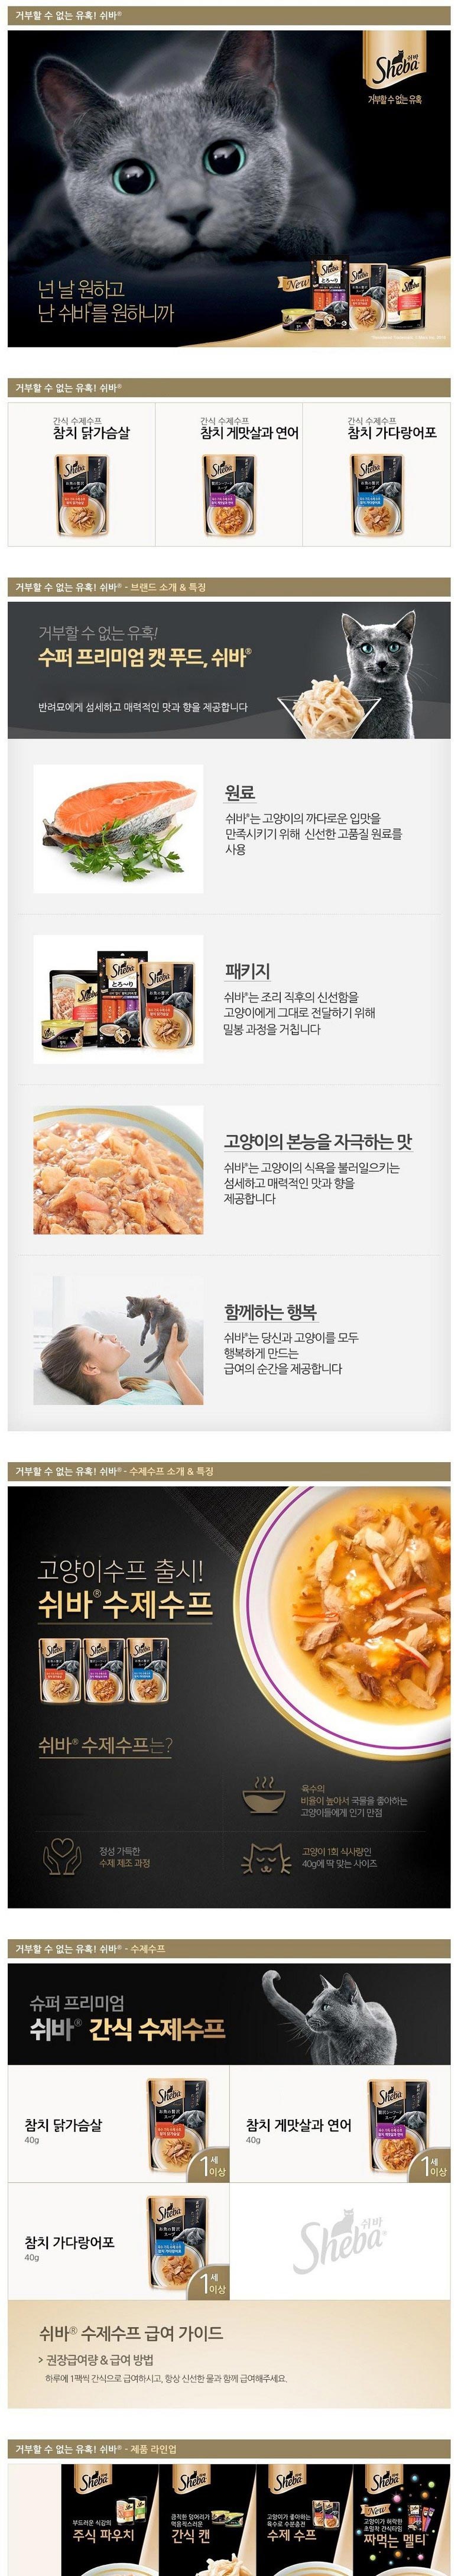 거부할 수 없는 유혹! 쉬바®
Sheba 쉬바
거부할 수 없는 유혹
넌 날 원하고
난 쉬바®를 원하니까
New
거부할 수 없는 유혹! 쉬바®
간식 수제수프
참치 닭가슴살
간식 수제수프
참치 게맛살과 연어
간식 수제수프
참치 가다랑어포
거부할 수 없는 유혹! 쉬바® - 브랜드 소개 & 특징
거부할 수 없는 유혹!
수퍼 프리미엄 캣 푸드, 쉬바®
반려묘에게 섬세하고 매력적인 맛과 향을 제공합니다
원료
쉬바®는 고양이의 까다로운 입맛을
만족시키기 위해 신선한 고품질 원료를
사용
패키지
쉬바®는 조리 직후의 신선함을
고양이에게 그대로 전달하기 위해
밀봉 과정을 거칩니다
고양이의 본능을 자극하는 맛
쉬바®는 고양이의 식욕을 불러일으키는
섬세하고 매력적인 맛과 향을
제공합니다
함께하는 행복
쉬바®는 당신과 고양이를 모두
행복하게 만드는
급여의 순간을 제공합니다
거부할 수 없는 유혹! 쉬바® - 수제수프 소개 & 특징
고양이수프 출시!
쉬바®수제수프
쉬바® 수제수프는?
육수의
비율이 높아서 국물을 좋아하는
고양이들에게 인기 만점
정성 가득한
수제 제조 과정
고양이 1회 식사량인
40g에 딱 맞는 사이즈
거부할 수 없는 유혹! 쉬바® - 수제수프
슈퍼 프리미엄
쉬바® 간식 수제수프
참치 닭가슴살
40g
1세 이상
참치 게맛살과 연어
40g
1세 이상
참치 가다랑어포
40g
1세 이상
Sheba® 쉬바
쉬바® 수제수프 급여 가이드
> 권장급여량 & 급여 방법
하루에 1팩씩 간식으로 급여하시고, 항상 신선한 물과 함께 급여해주세요.
거부할 수 없는 유혹! 쉬바® - 제품 라인업
Sheba
부드러운 식감의
주식 파우치
Sheba
큼직한 덩어리가
먹음직스러운
간식 캔
Sheba
고양이가 좋아하는
육수로 수분충전
수제 수프
Sheba
New
고양이가 허락한
초밀착 간식타임
짜먹는 멜티